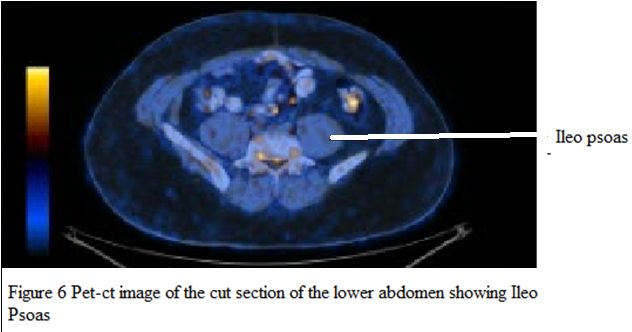 Ileo psoas
-
Figure 6 Pet-ct image of the cut section of the lower abdomen showing Ileo
Psoas